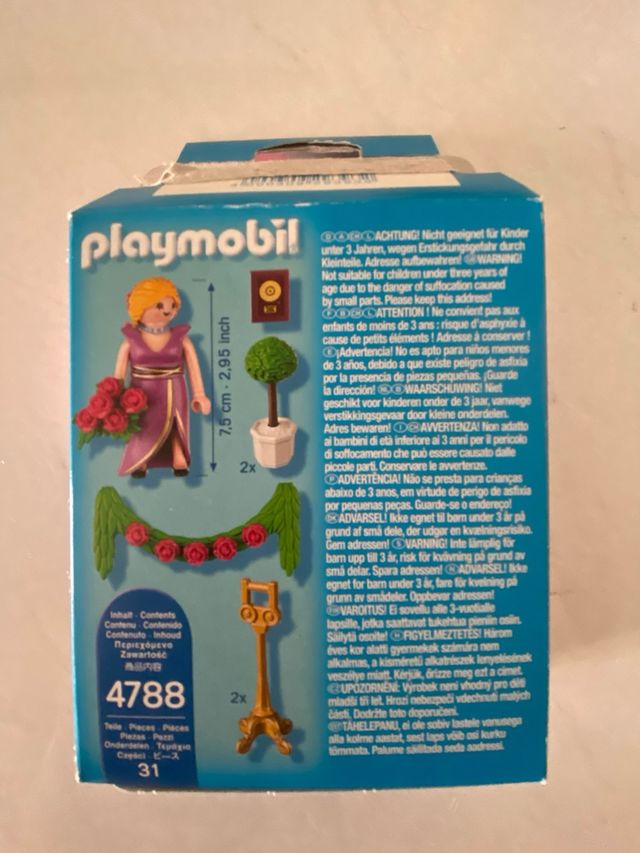 playmobil
7,5 cm · 2,95 inch
2x
2x
Inhalt · Contents
Contenu · Contenido
Contenuto · Inhoud
Περιεχόμενο
Zawartość
商品内容
4788
Teile · Pieces · Pièces
Piezas · Pezzi
Onderdelen · Τεμάχια
Części · ピース
31
ACHTUNG! Nicht geeignet für Kinder
unter 3 Jahren, wegen Erstickungsgefahr durch
Kleinteile. Adresse aufbewahren! WARNING!
Not suitable for children under three years of
age due to the danger of suffocation caused
by small parts. Please keep this address!
ATTENTION ! Ne convient pas aux
enfants de moins de 3 ans : risque d'asphyxie à
cause de petits éléments ! Adresse à conserver !
¡Advertencia! No es apto para niños menores
de 3 años, debido a que existe peligro de asfixia
por la presencia de piezas pequeñas. ¡Guarde
la dirección! WAARSCHUWING! Niet
geschikt voor kinderen onder de 3 jaar, vanwege
verstikkingsgevaar door kleine onderdelen.
Adres bewaren! AVVERTENZA! Non adatto
ai bambini di età inferiore ai 3 anni per il pericolo
di soffocamento che può essere causato dalle
piccole parti. Conservare le avvertenze.
ADVERTÊNCIA! Não se presta para crianças
abaixo de 3 anos, em virtude de perigo de asfixia
por pequenas peças. Guarde-se o endereço!
ADVARSEL! Ikke egnet til børn under 3 år på
grund af små dele, der udgør en kvælningsrisiko.
Gem adressen! VARNING! Inte lämplig för
barn upp till 3 år, risk för kvävning på grund av
små delar. Spara adressen! ADVARSEL! Ikke
egnet for barn under 3 år, fare for kvelning på
grunn av smådeler. Oppbevar adressen!
VAROITUS! Ei sovellu alle 3-vuotialle
lapsille, jotka saattavat tukehtua pieniin osiin.
Säilytä osoite! FIGYELMEZTETÉS! Három
éves kor alatti gyermekek számára nem
alkalmas, a kisméretű alkatrészek lenyelésének
veszélye miatt. Kérjük, őrizze meg ezt a címet.
UPOZORNĚNÍ: Výrobek není vhodný pro děti
mladší tří let. Hrozí nebezpečí vdechnutí malých
částí. Dodržte toto doporučení.
TÄHELEPANU, ei ole sobiv lastele vanusega
alla kolme aastat, sest laps võib osi kurku
tõmmata. Palume säilitada seda aadressi.